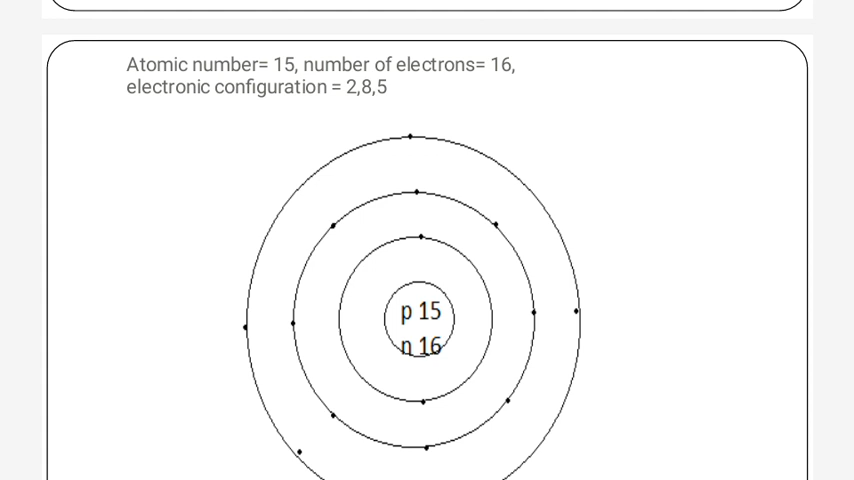 Atomic number= 15, number of electrons= 16,
electronic configuration = 2,8,5
p 15
n 16